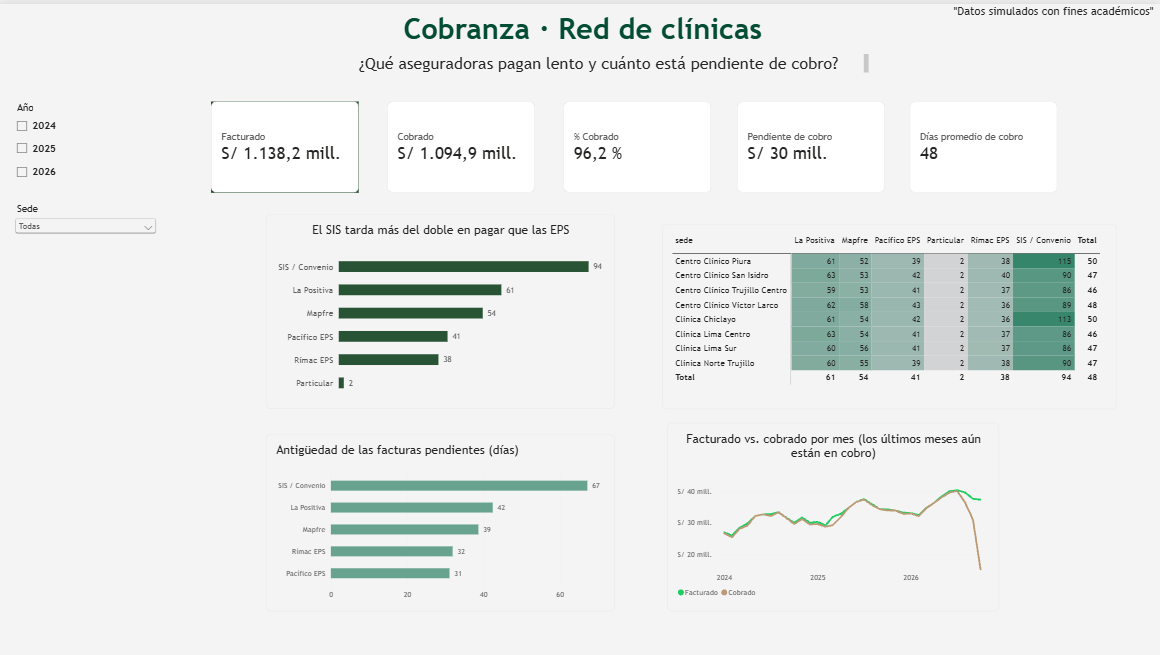 "Datos simulados con fines académicos"
Cobranza · Red de clínicas
¿Qué aseguradoras pagan lento y cuánto está pendiente de cobro?
Año
2024
2025
2026
Sede
Todas
Facturado
S/ 1.138,2 mill.
Cobrado
S/ 1.094,9 mill.
% Cobrado
96,2 %
Pendiente de cobro
S/ 30 mill.
Días promedio de cobro
48
El SIS tarda más del doble en pagar que las EPS
SIS / Convenio 94
La Positiva 61
Mapfre 54
Pacífico EPS 41
Rímac EPS 38
Particular 2
sede La Positiva Mapfre Pacífico EPS Particular Rímac EPS SIS / Convenio Total
Centro Clínico Piura 61 52 39 2 38 115 50
Centro Clínico San Isidro 63 53 42 2 40 90 47
Centro Clínico Trujillo Centro 59 53 41 2 37 86 46
Centro Clínico Víctor Larco 62 58 43 2 36 89 48
Clínica Chiclayo 61 54 42 2 36 113 50
Clínica Lima Centro 63 54 41 2 37 86 46
Clínica Lima Sur 60 56 41 2 37 86 47
Clínica Norte Trujillo 60 55 39 2 38 90 47
Total 61 54 41 2 38 94 48
Antigüedad de las facturas pendientes (días)
SIS / Convenio 67
La Positiva 42
Mapfre 39
Rímac EPS 32
Pacífico EPS 31
0 20 40 60
Facturado vs. cobrado por mes (los últimos meses aún
están en cobro)
S/ 40 mill.
S/ 30 mill.
S/ 20 mill.
2024 2025 2026
Facturado Cobrado